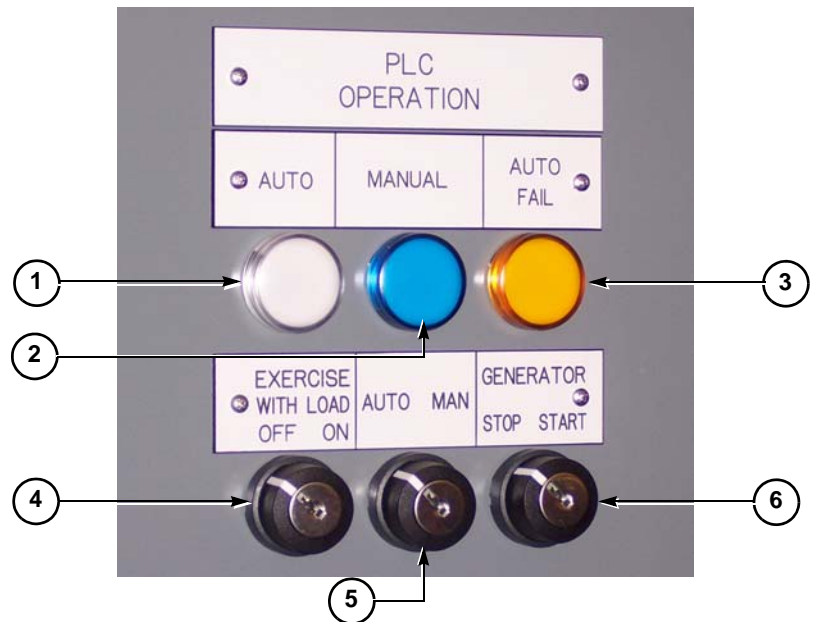 PLC
OPERATION
AUTO
MANUAL
AUTO
FAIL
1
2
3
EXERCISE
WITH LOAD
OFF ON
AUTO MAN
GENERATOR
STOP START
4
5
6